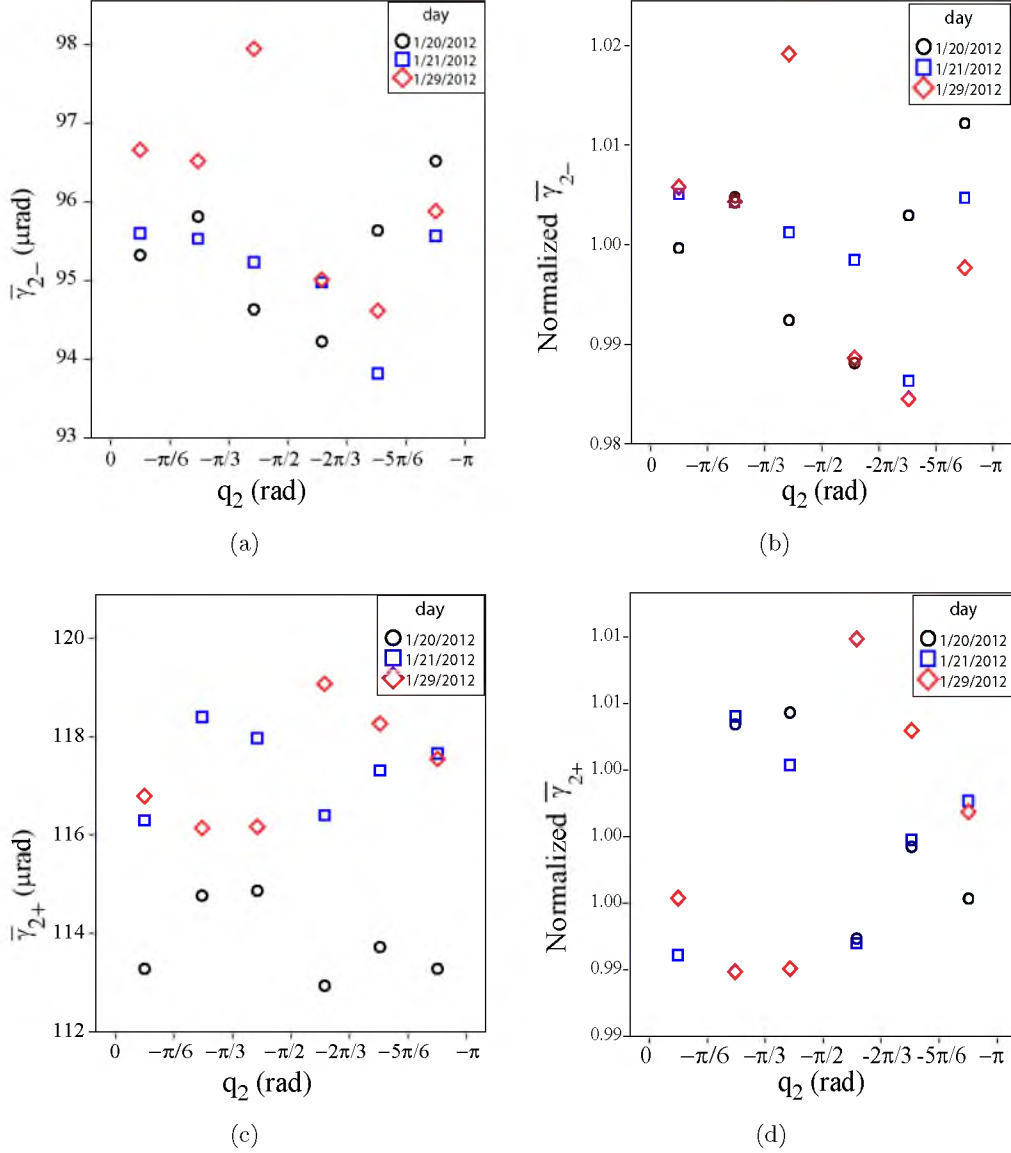 day
1/20/2012
1/21/2012
1/29/2012
98
97
96
95
94
93
γ̅₂₋ (μrad)
0 −π/6 −π/3 −π/2 −2π/3 −5π/6 −π
q₂ (rad)
(a)
day
1/20/2012
1/21/2012
1/29/2012
1.02
1.01
1.00
0.99
0.98
Normalized γ̅₂₋
0 −π/6 −π/3 −π/2 -2π/3 -5π/6 −π
q₂ (rad)
(b)
day
1/20/2012
1/21/2012
1/29/2012
120
118
116
114
112
γ̅₂₊ (μrad)
0 −π/6 −π/3 −π/2 −2π/3 −5π/6 −π
q₂ (rad)
(c)
day
1/20/2012
1/21/2012
1/29/2012
1.01
1.01
1.00
1.00
1.00
0.99
0.99
Normalized γ̅₂₊
0 −π/6 −π/3 −π/2 -2π/3 -5π/6 −π
q₂ (rad)
(d)